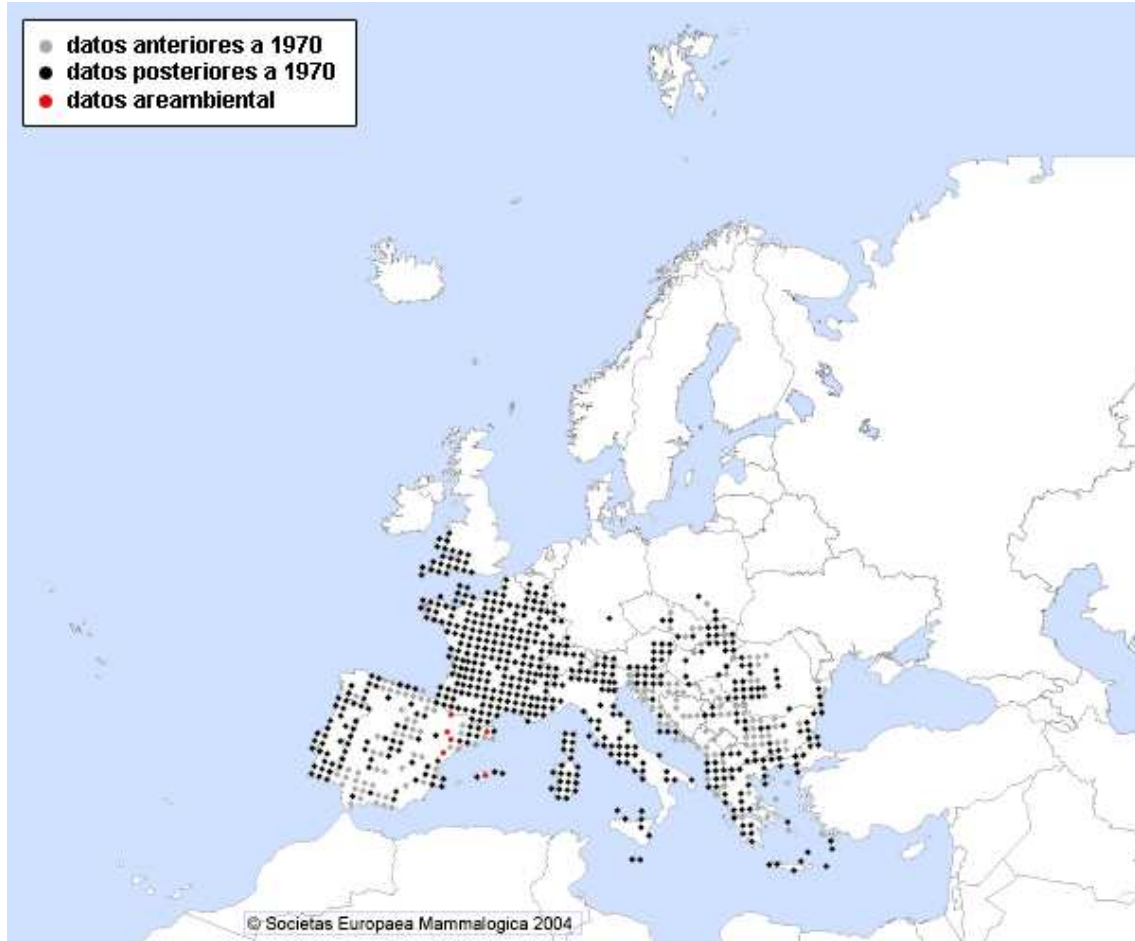 datos anteriores a 1970
datos posteriores a 1970
datos areambiental
© Societas Europaea Mammalogica 2004